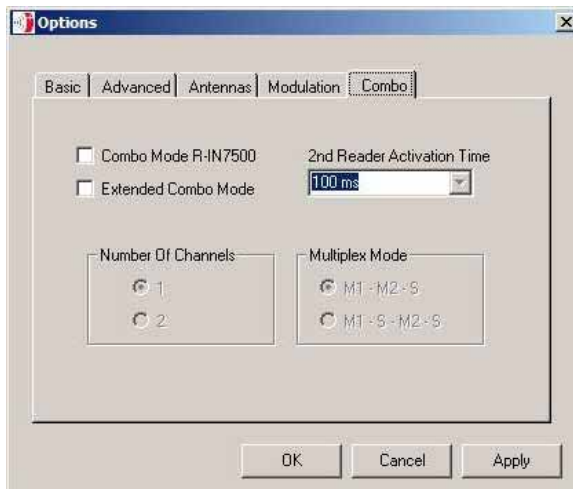 Options
Basic Advanced Antennas Modulation Combo
Combo Mode R-IN7500
Extended Combo Mode
2nd Reader Activation Time
100 ms
Number Of Channels
1
2
Multiplex Mode
M1 - M2 - S
M1 - S - M2 - S
OK Cancel Apply